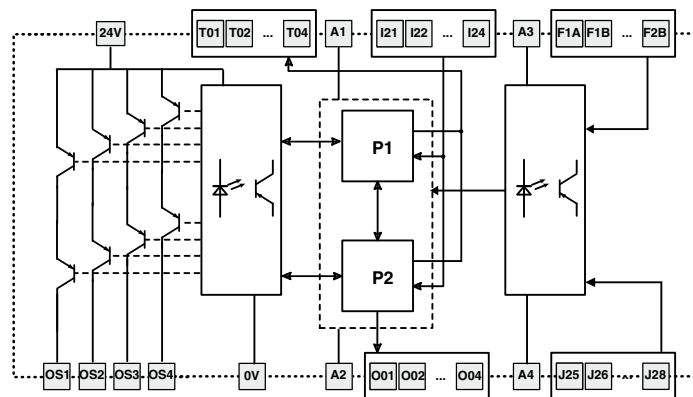 24V T01 T02 ... T04 A1 I21 I22 ... I24 A3 F1A F1B ... F2B
P1
P2
OS1 OS2 OS3 OS4 0V A2 O01 O02 ... O04 A4 J25 J26 ... J28